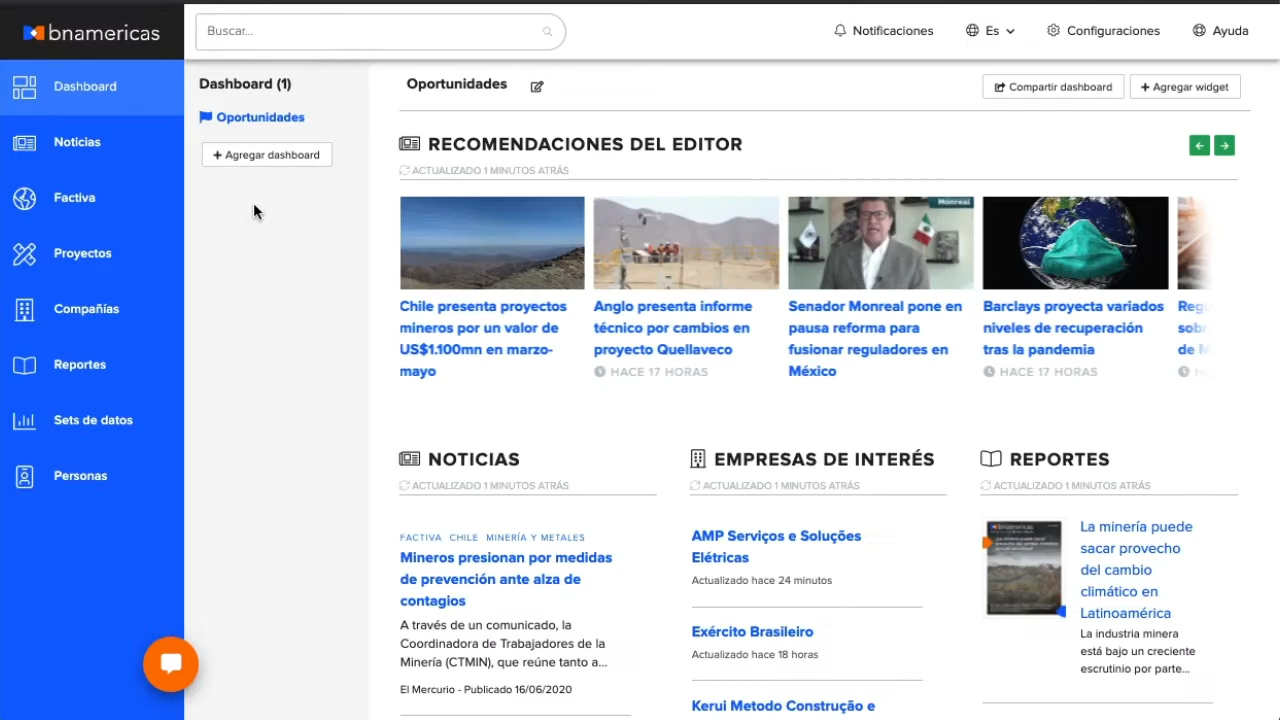 bnamericas
Buscar...
Notificaciones
Es
Configuraciones
Ayuda
Dashboard
Noticias
Factiva
Proyectos
Compañías
Reportes
Sets de datos
Personas
Dashboard (1)
Oportunidades
+ Agregar dashboard
Oportunidades
Compartir dashboard
+ Agregar widget
RECOMENDACIONES DEL EDITOR
ACTUALIZADO 1 MINUTOS ATRÁS
Chile presenta proyectos
mineros por un valor de
US$1.100mn en marzo-
mayo
Anglo presenta informe
técnico por cambios en
proyecto Quellaveco
HACE 17 HORAS
Monreal
Senador Monreal pone en
pausa reforma para
fusionar reguladores en
México
Barclays proyecta variados
niveles de recuperación
tras la pandemia
HACE 17 HORAS
NOTICIAS
ACTUALIZADO 1 MINUTOS ATRÁS
FACTIVA CHILE MINERÍA Y METALES
Mineros presionan por medidas
de prevención ante alza de
contagios
A través de un comunicado, la
Coordinadora de Trabajadores de la
Minería (CTMIN), que reúne tanto a...
El Mercurio - Publicado 16/06/2020
EMPRESAS DE INTERÉS
ACTUALIZADO 1 MINUTOS ATRÁS
AMP Serviços e Soluções
Elétricas
Actualizado hace 24 minutos
Exército Brasileiro
Actualizado hace 18 horas
Kerui Metodo Construção e
REPORTES
ACTUALIZADO 1 MINUTOS ATRÁS
bnamericas
La minería puede
sacar provecho
del cambio
climático en
Latinoamérica
La industria minera
está bajo un creciente
escrutinio por parte...